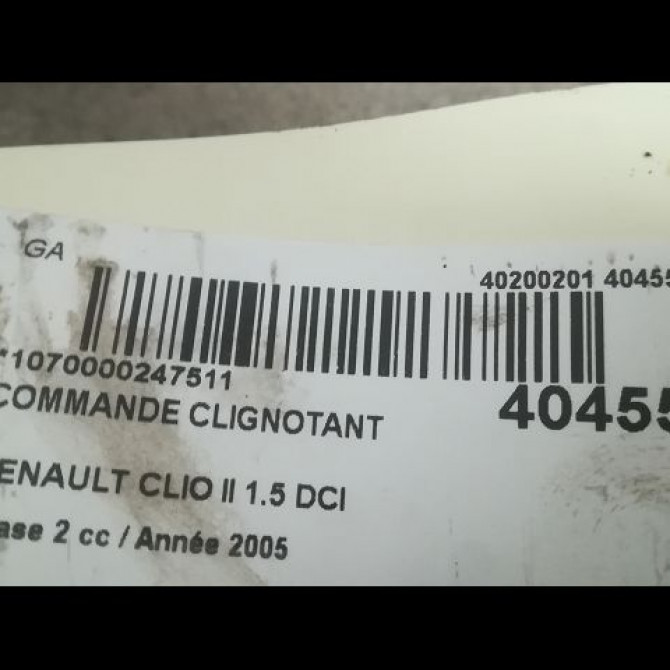 GA
40200201 40455
*1070000247511
COMMANDE CLIGNOTANT
40455
ENAULT CLIO II 1.5 DCI
ase 2 cc / Année 2005